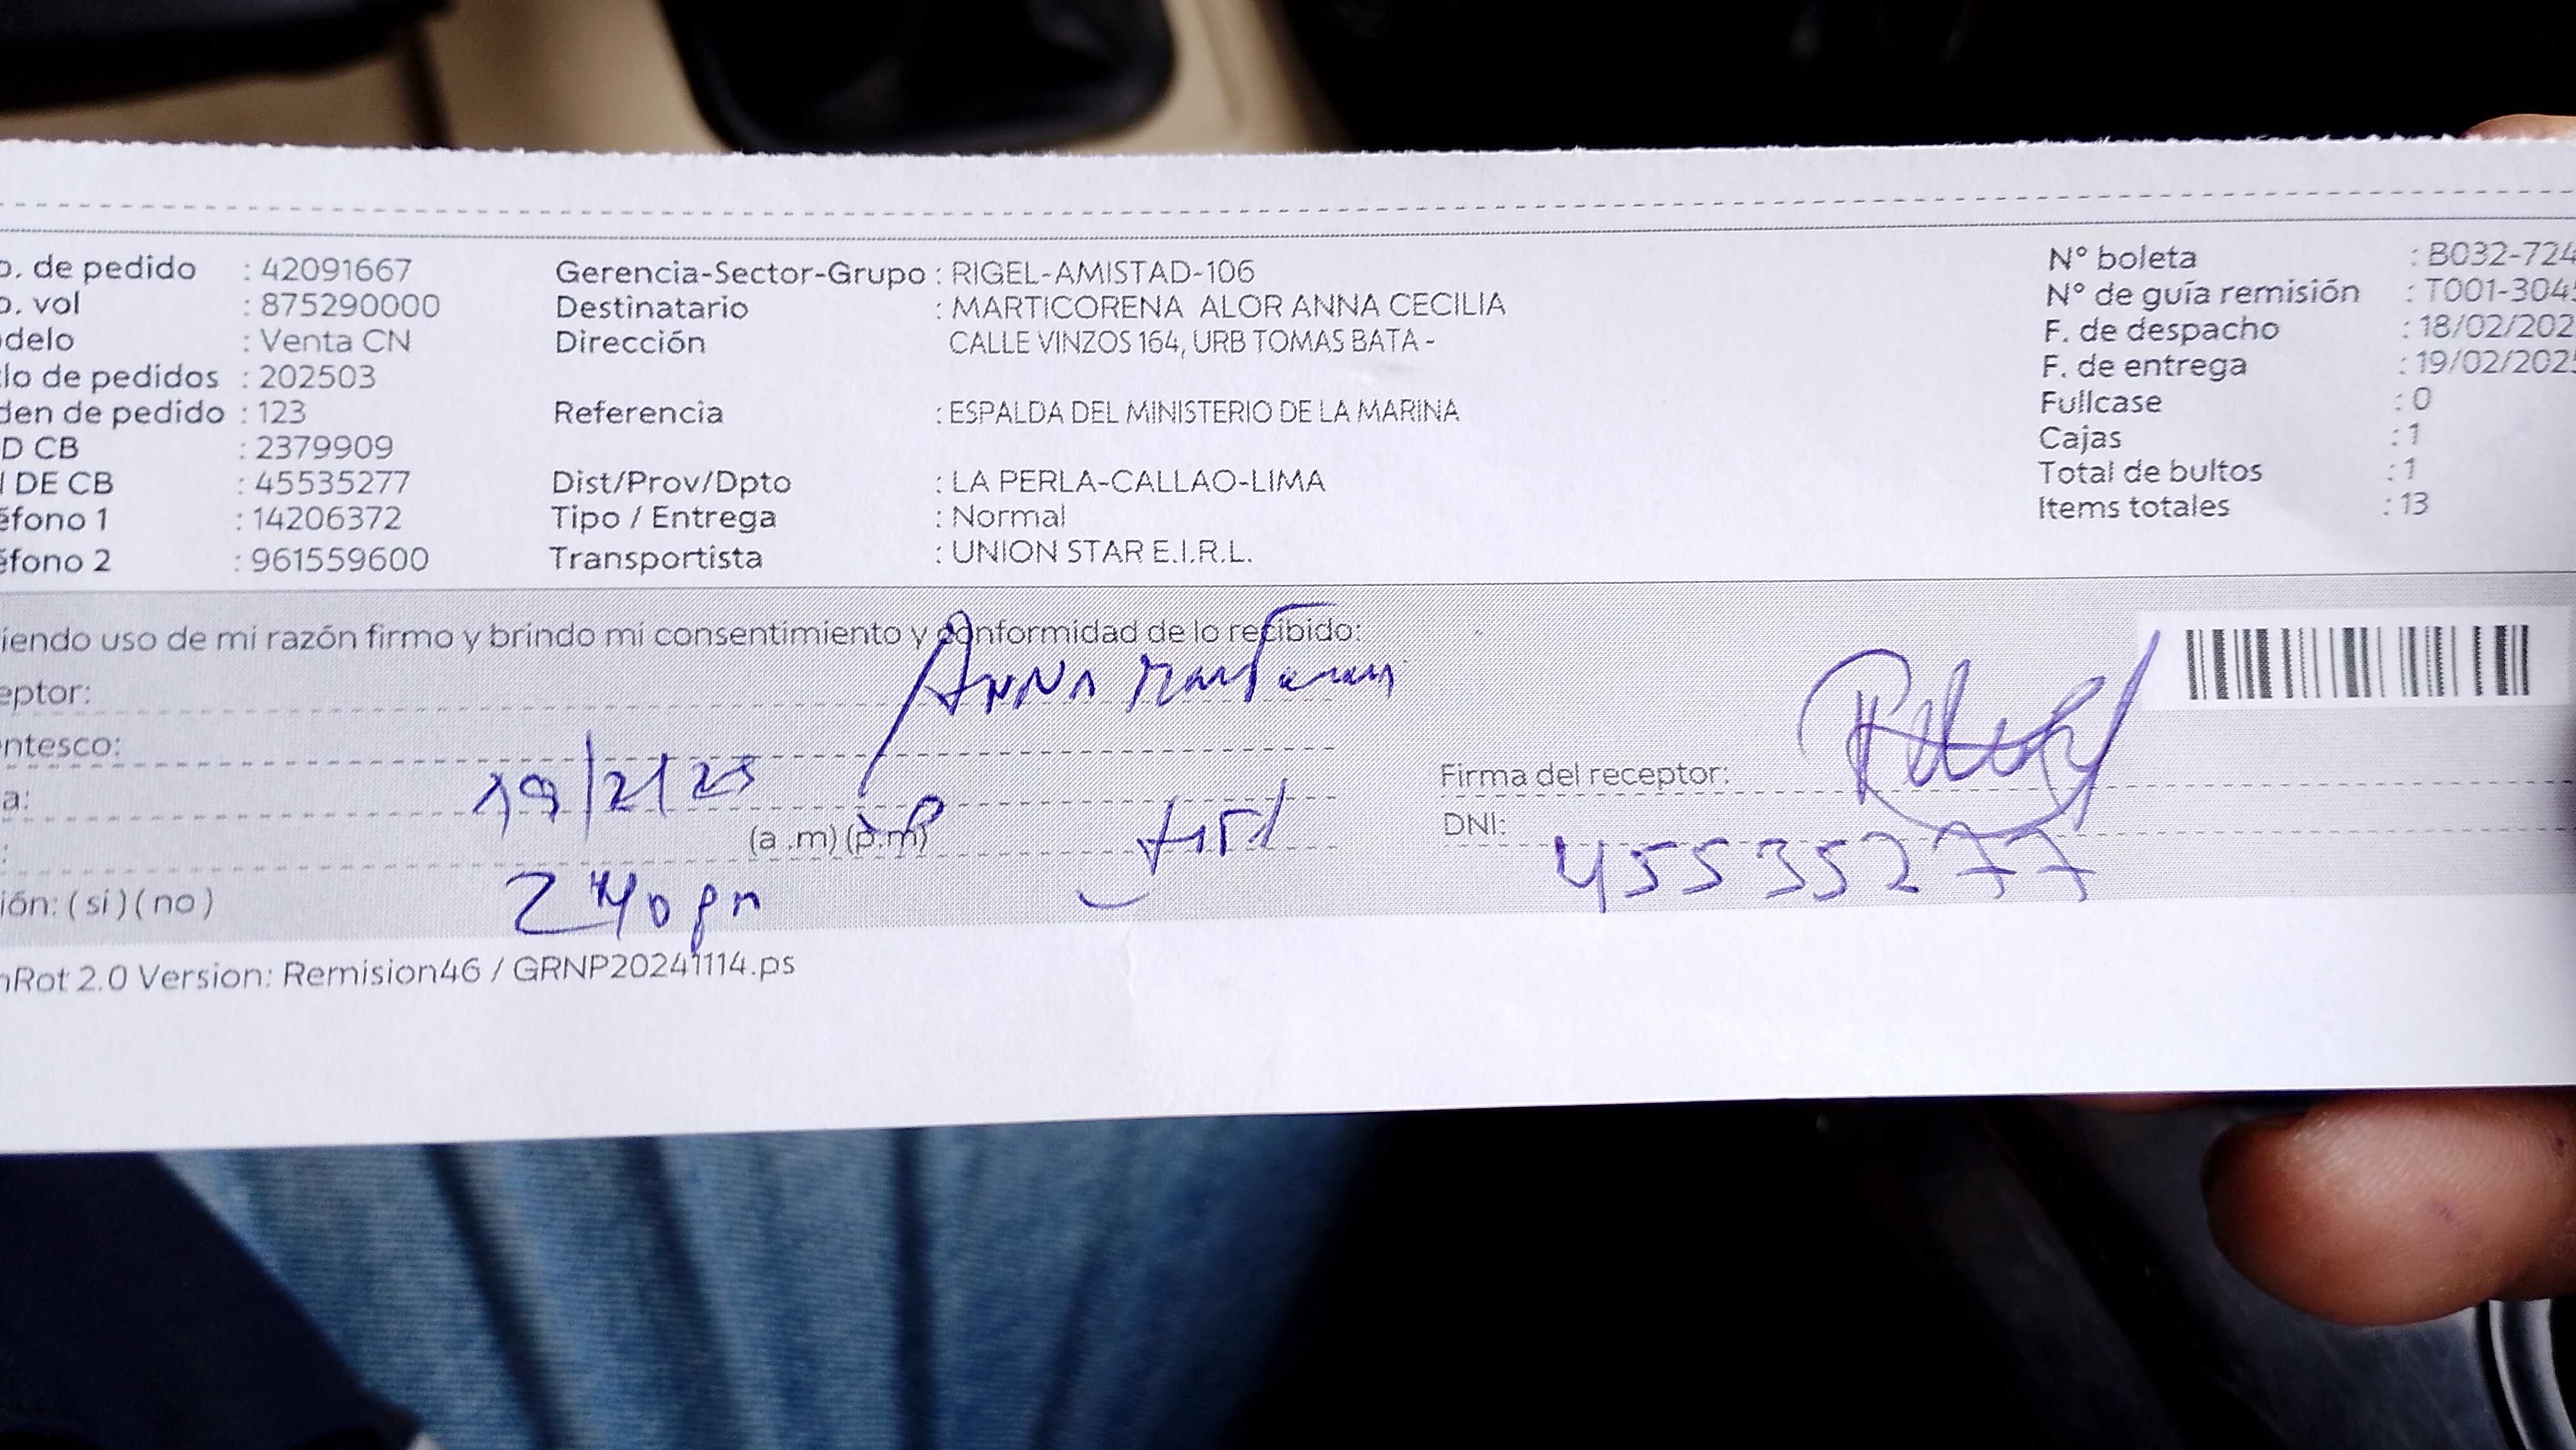 o. de pedido : 42091667 Gerencia-Sector-Grupo : RIGEL-AMISTAD-106 N° boleta : B032-724
o. vol : 875290000 Destinatario : MARTICORENA ALOR ANNA CECILIA N° de guía remisión : T001-304
delo : Venta CN Dirección CALLE VINZOS 164, URB TOMAS BATA - F. de despacho : 18/02/202
lo de pedidos : 202503 F. de entrega : 19/02/202
den de pedido : 123 Referencia : ESPALDA DEL MINISTERIO DE LA MARINA Fullcase : 0
D CB : 2379909 Cajas : 1
I DE CB : 45535277 Dist/Prov/Dpto : LA PERLA-CALLAO-LIMA Total de bultos : 1
éfono 1 : 14206372 Tipo / Entrega : Normal Items totales : 13
éfono 2 : 961559600 Transportista : UNION STAR E.I.R.L.
iendo uso de mi razón firmo y brindo mi consentimiento y conformidad de lo recibido:
eptor: Anna
ntesco:
a: 19/2/25 Firma del receptor:
: (a .m) (p.m) DNI: 45535277
ión: ( si ) ( no ) 2 40 pm
nRot 2.0 Version: Remision46 / GRNP20241114.ps